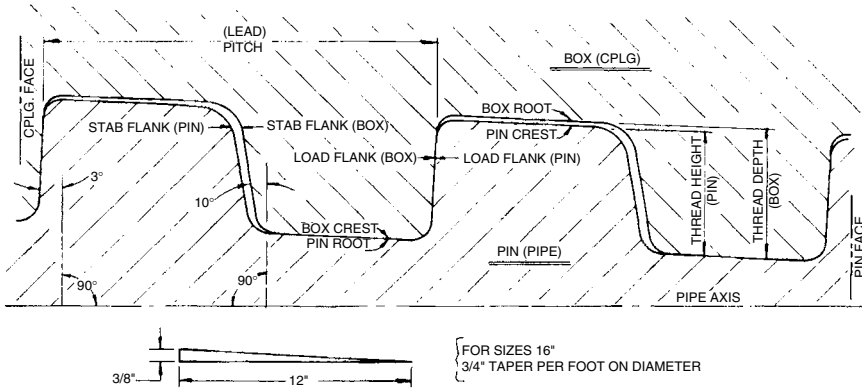 (LEAD)
PITCH
BOX (CPLG)
CPLG. FACE
BOX ROOT
STAB FLANK (PIN)
STAB FLANK (BOX)
PIN CREST
LOAD FLANK (BOX)
LOAD FLANK (PIN)
THREAD HEIGHT
(PIN)
THREAD DEPTH
(BOX)
3°
10°
BOX CREST
PIN ROOT
PIN (PIPE)
PIN FACE
90°
90°
PIPE AXIS
3/8"
12"
FOR SIZES 16"
3/4" TAPER PER FOOT ON DIAMETER